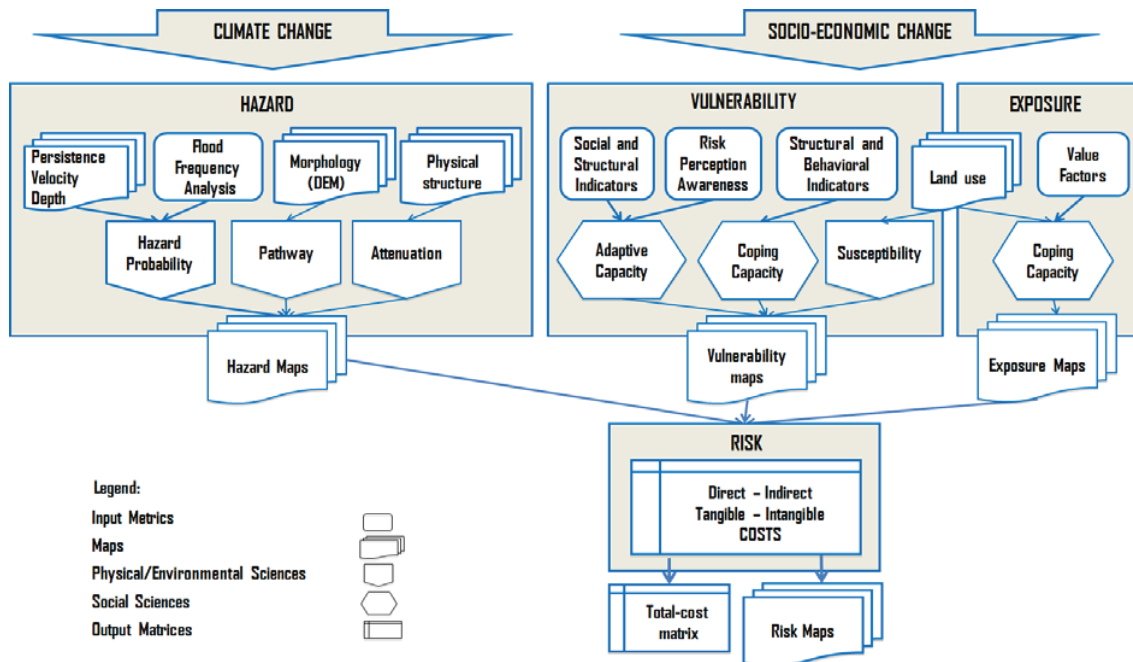 CLIMATE CHANGE
SOCIO-ECONOMIC CHANGE
HAZARD
Persistence
Velocity
Depth
Flood
Frequency
Analysis
Morphology
(DEM)
Physical
structure
Hazard
Probability
Pathway
Attenuation
Hazard Maps
VULNERABILITY
Social and
Structural
Indicators
Risk
Perception
Awareness
Structural and
Behavioral
Indicators
Land use
Adaptive
Capacity
Coping
Capacity
Susceptibility
Vulnerability
maps
EXPOSURE
Value
Factors
Coping
Capacity
Exposure Maps
RISK
Direct – Indirect
Tangible – Intangible
COSTS
Total-cost
matrix
Risk Maps
Legend:
Input Metrics
Maps
Physical/Environmental Sciences
Social Sciences
Output Matrices